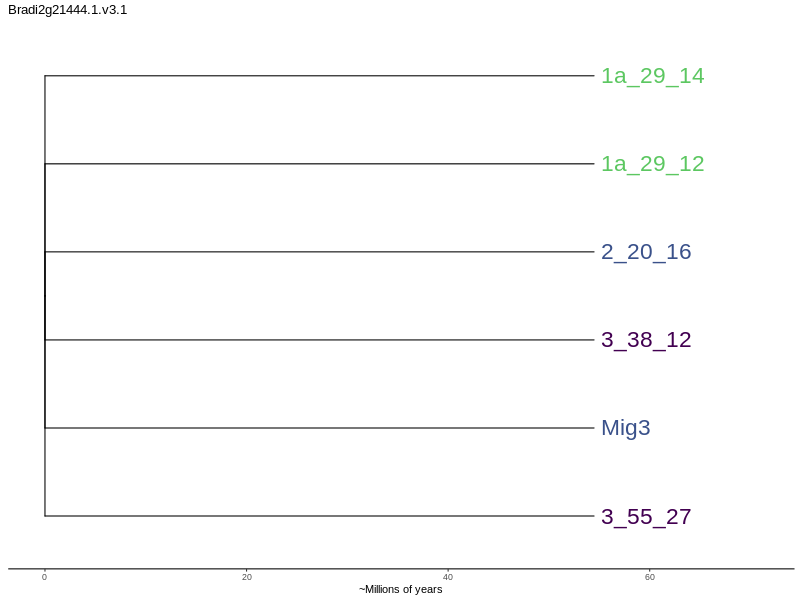 Bradi2g21444.1.v3.1
1a_29_14
1a_29_12
2_20_16
3_38_12
Mig3
3_55_27
0 20 40 60
~Millions of years